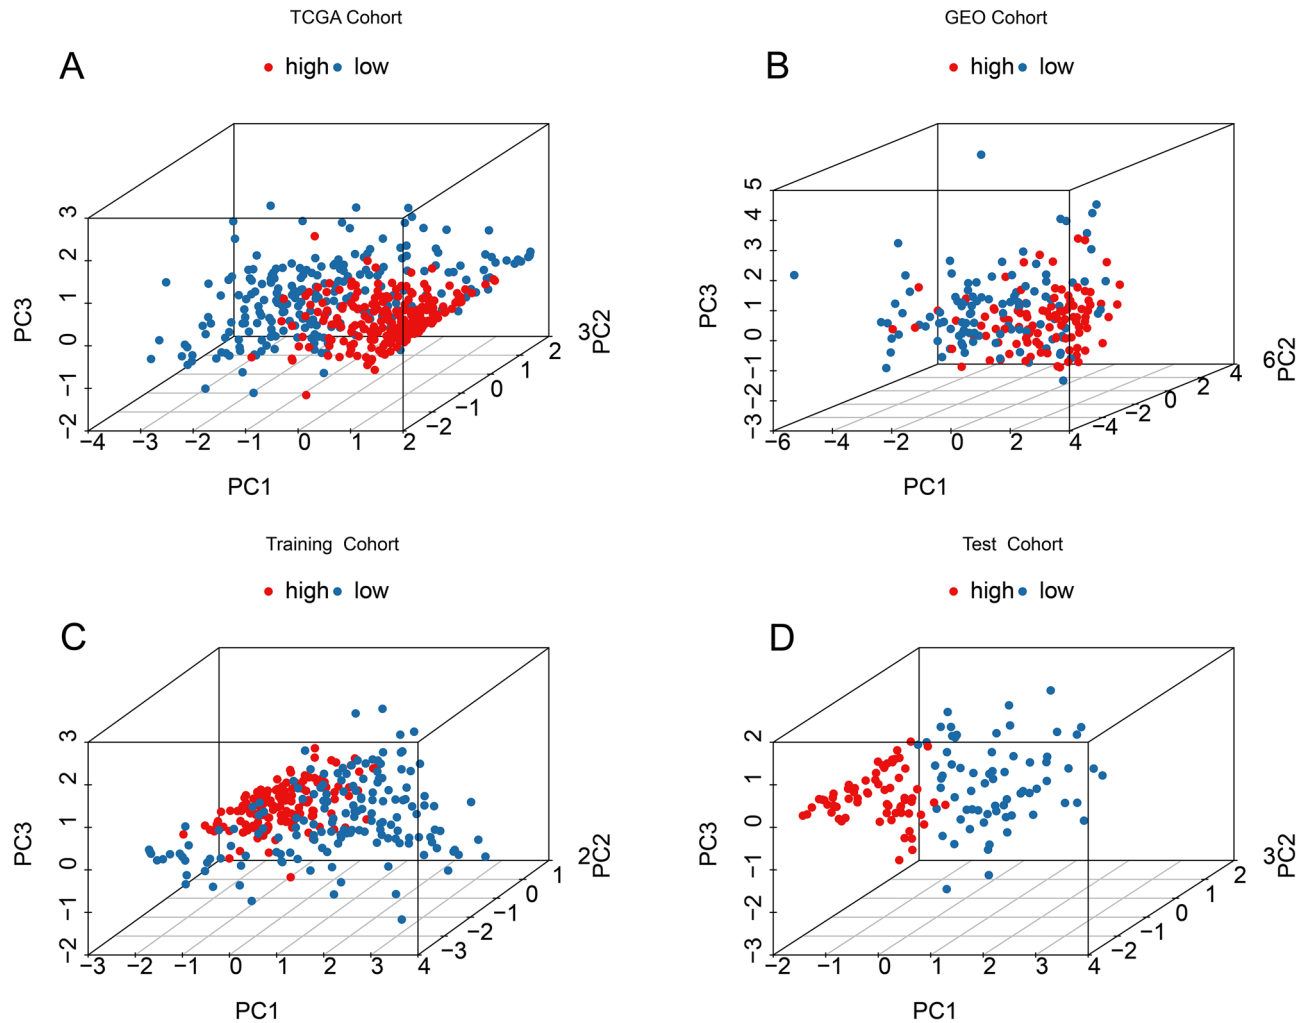 TCGA Cohort
A
high low
PC3
3
2
1
0
−1
−2
−4 −3 −2 −1 0 1 2
PC1
−2 −1 0 1 2 3
PC2
GEO Cohort
B
high low
PC3
5
4
3
2
1
0
−1
−2
−3
−6 −4 −2 0 2 4
PC1
−4 −2 0 2 4 6
PC2
Training Cohort
C
high low
PC3
3
2
1
0
−1
−2
−3 −2 −1 0 1 2 3 4
PC1
−3 −2 −1 0 1 2
PC2
Test Cohort
D
high low
PC3
2
1
0
−1
−2
−3
−2 −1 0 1 2 3 4
PC1
−2 −1 0 1 2 3
PC2